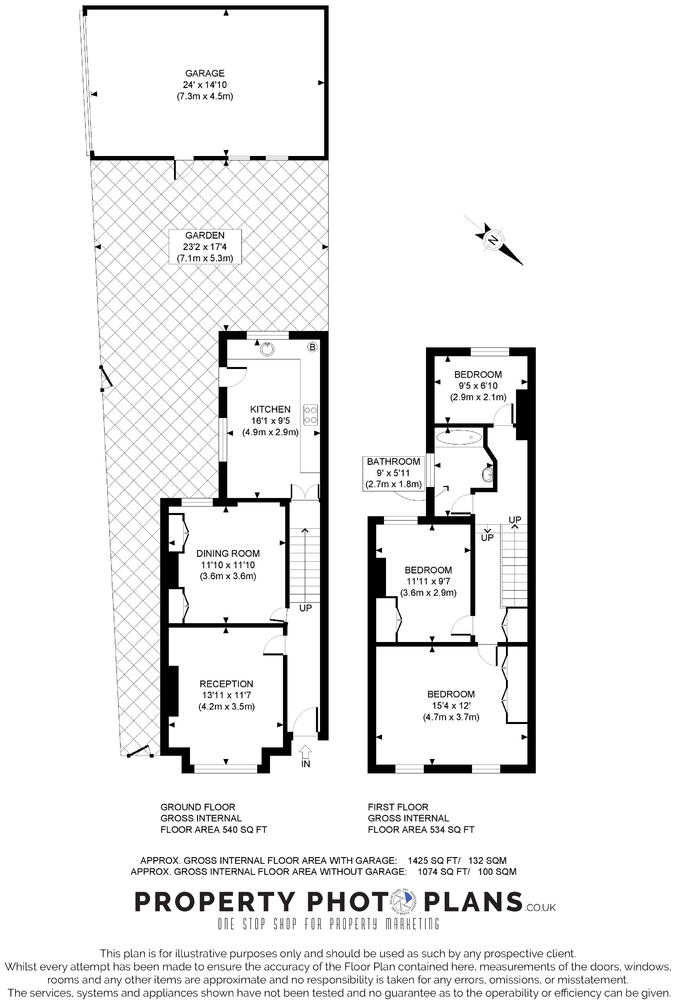 GARAGE
24' x 14'10
(7.3m x 4.5m)
GARDEN
23'2 x 17'4
(7.1m x 5.3m)
N
B
KITCHEN
16'1 x 9'5
(4.9m x 2.9m)
BEDROOM
9'5 x 6'10
(2.9m x 2.1m)
BATHROOM
9' x 5'11
(2.7m x 1.8m)
UP
UP
DINING ROOM
11'10 x 11'10
(3.6m x 3.6m)
UP
BEDROOM
11'11 x 9'7
(3.6m x 2.9m)
RECEPTION
13'11 x 11'7
(4.2m x 3.5m)
BEDROOM
15'4 x 12'
(4.7m x 3.7m)
IN
GROUND FLOOR
GROSS INTERNAL
FLOOR AREA 540 SQ FT
FIRST FLOOR
GROSS INTERNAL
FLOOR AREA 534 SQ FT
APPROX. GROSS INTERNAL FLOOR AREA WITH GARAGE: 1425 SQ FT/ 132 SQM
APPROX. GROSS INTERNAL FLOOR AREA WITHOUT GARAGE: 1074 SQ FT/ 100 SQM
PROPERTY PHOTO PLANS.CO.UK
ONE STOP SHOP FOR PROPERTY MARKETING
This plan is for illustrative purposes only and should be used as such by any prospective client.
Whilst every attempt has been made to ensure the accuracy of the Floor Plan contained here, measurements of the doors, windows,
rooms and any other items are approximate and no responsibility is taken for any errors, omissions, or misstatement.
The services, systems and appliances shown have not been tested and no guarantee as to the operability or efficiency can be given.